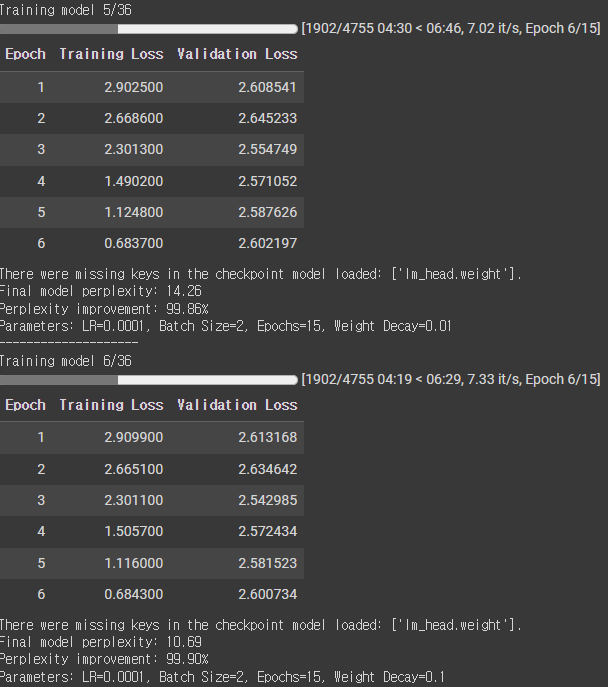 Training model 5/36
[1902/4755 04:30 < 06:46, 7.02 it/s, Epoch 6/15]
Epoch Training Loss Validation Loss
1 2.902500 2.608541
2 2.668600 2.645233
3 2.301300 2.554749
4 1.490200 2.571052
5 1.124800 2.587626
6 0.683700 2.602197
There were missing keys in the checkpoint model loaded: ['lm_head.weight'].
Final model perplexity: 14.26
Perplexity improvement: 99.86%
Parameters: LR=0.0001, Batch Size=2, Epochs=15, Weight Decay=0.01
--------------------
Training model 6/36
[1902/4755 04:19 < 06:29, 7.33 it/s, Epoch 6/15]
Epoch Training Loss Validation Loss
1 2.909900 2.613168
2 2.665100 2.634642
3 2.301100 2.542985
4 1.505700 2.572434
5 1.116000 2.581523
6 0.684300 2.600734
There were missing keys in the checkpoint model loaded: ['lm_head.weight'].
Final model perplexity: 10.69
Perplexity improvement: 99.90%
Parameters: LR=0.0001, Batch Size=2, Epochs=15, Weight Decay=0.1